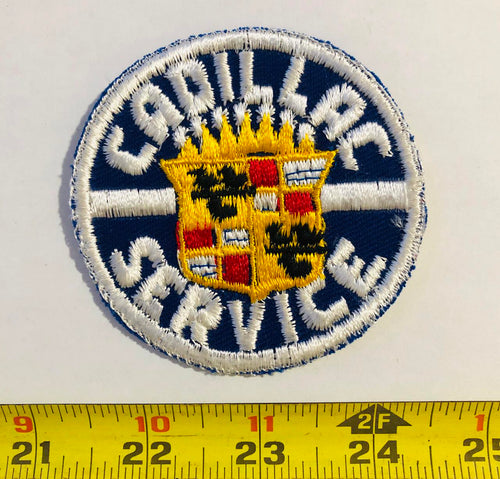 CADILLAC
SERVICE
9 10 11 2F 1
21 22 23 24 25